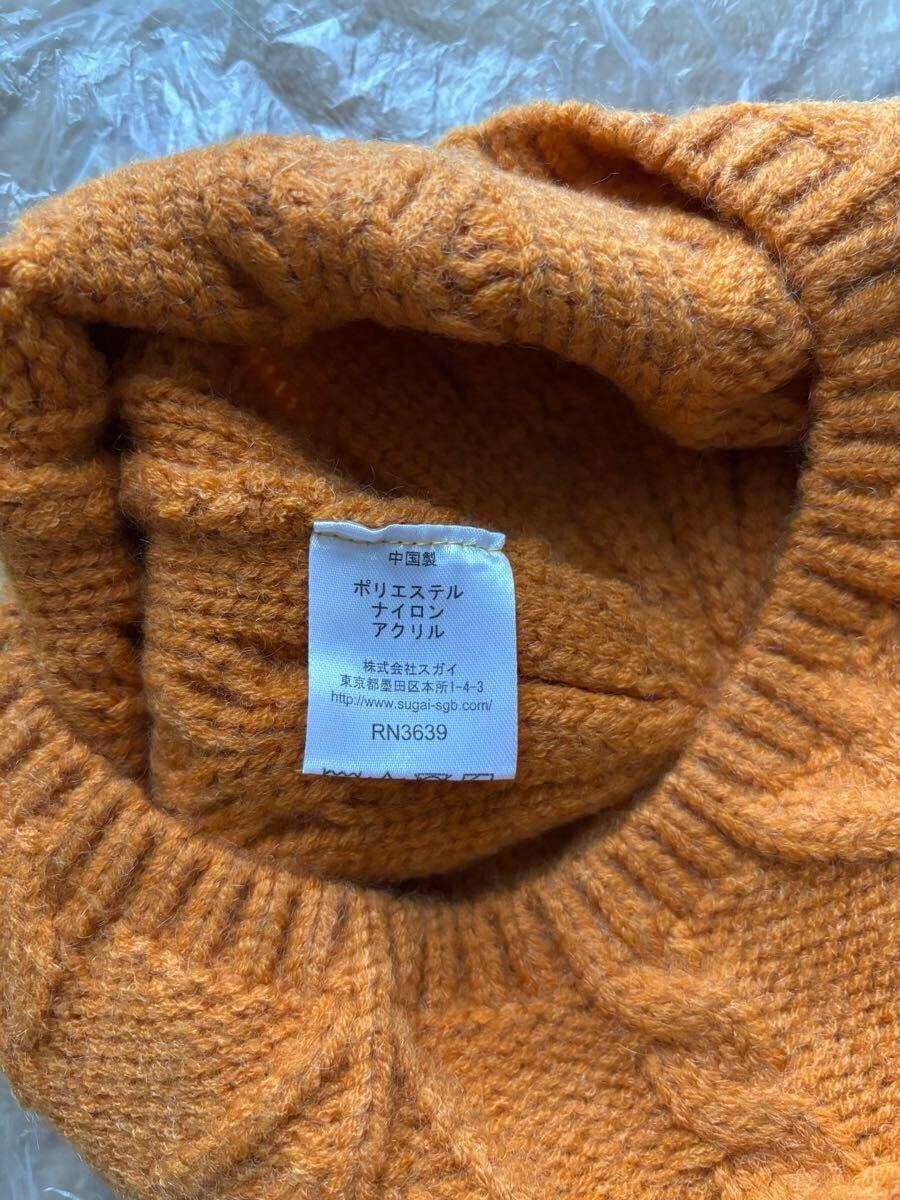 中国製
ポリエステル
ナイロン
アクリル
株式会社スガイ
東京都墨田区本所1-4-3
http://www.sugai-sgb.com/
RN3639